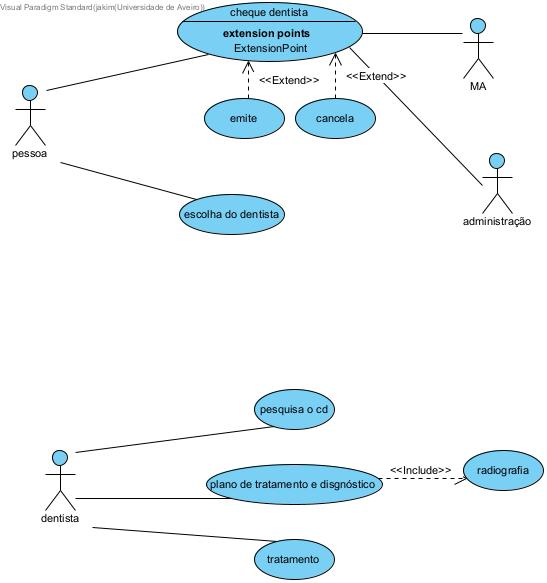 Visual Paradigm Standard(jakim(Universidade de Aveiro))
cheque dentista
extension points
ExtensionPoint
<<Extend>>
<<Extend>>
MA
emite
cancela
pessoa
escolha do dentista
administração
pesquisa o cd
plano de tratamento e disgnóstico
<<Include>>
radiografia
dentista
tratamento